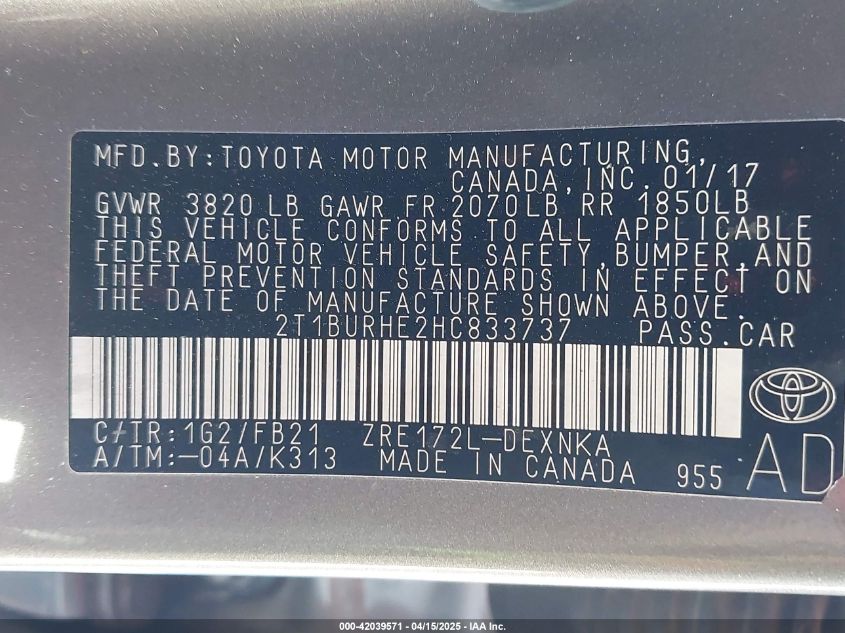 MFD.BY:TOYOTA MOTOR MANUFACTURING,
CANADA,INC.01/17
GVWR 3820 LB GAWR FR 2070LB RR 1850LB
THIS VEHICLE CONFORMS TO ALL APPLICABLE
FEDERAL MOTOR VEHICLE SAFETY,BUMPER,AND
THEFT PREVENTION STANDARDS IN EFFECT ON
THE DATE OF MANUFACTURE SHOWN ABOVE.
2T1BURHE2HC833737 PASS.CAR
C/TR:1G2/FB21 ZRE172L-DEXNKA
A/TM:-04A/K313 MADE IN CANADA 955 AD
000-42039571 - 04/15/2025 - IAA Inc.